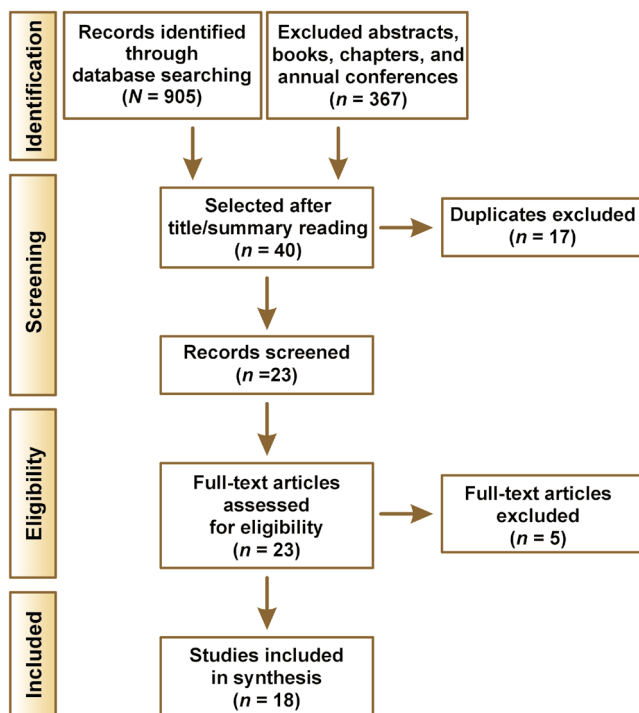 Identification
Records identified
through
database searching
(N = 905)
Excluded abstracts,
books, chapters, and
annual conferences
(n = 367)
Screening
Selected after
title/summary reading
(n = 40)
Duplicates excluded
(n = 17)
Records screened
(n =23)
Eligibility
Full-text articles
assessed
for eligibility
(n = 23)
Full-text articles
excluded
(n = 5)
Included
Studies included
in synthesis
(n = 18)